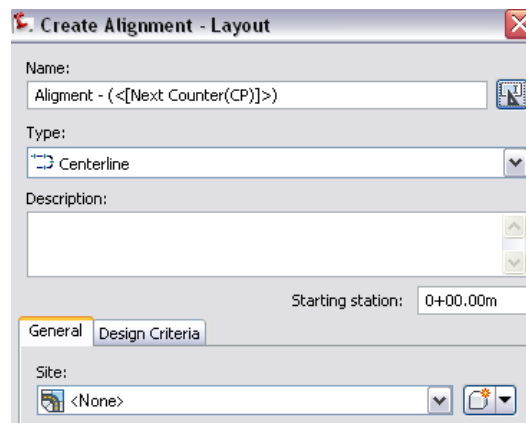 Create Alignment - Layout
Name:
Aligment - (<[Next Counter(CP)]>)
Type:
Centerline
Description:
Starting station: 0+00.00m
General Design Criteria
Site:
<None>